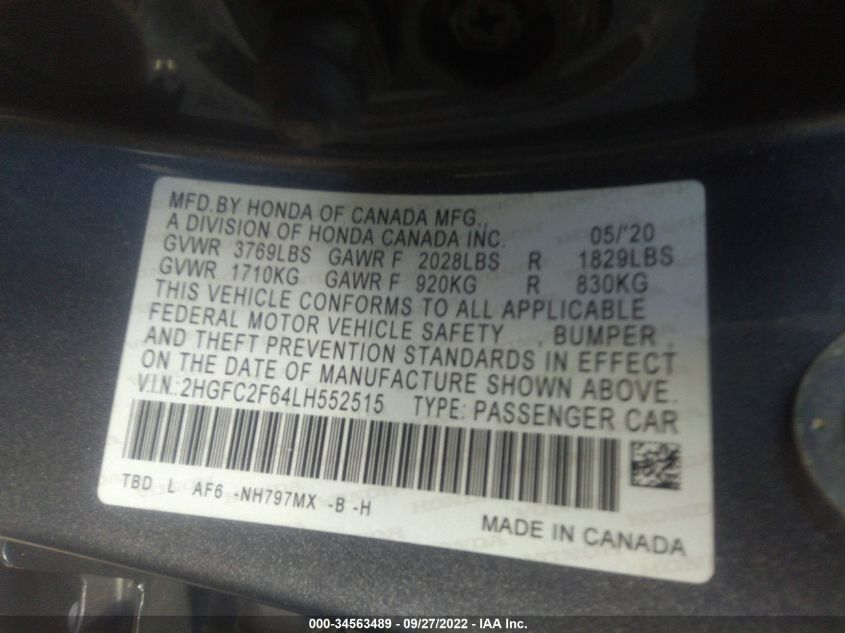 MFD. BY HONDA OF CANADA MFG.,
A DIVISION OF HONDA CANADA INC. 05/'20
GVWR 3769LBS GAWR F 2028LBS R 1829LBS
GVWR 1710KG GAWR F 920KG R 830KG
THIS VEHICLE CONFORMS TO ALL APPLICABLE
FEDERAL MOTOR VEHICLE SAFETY , BUMPER ,
AND THEFT PREVENTION STANDARDS IN EFFECT
ON THE DATE OF MANUFACTURE SHOWN ABOVE.
V.I.N.:2HGFC2F64LH552515 TYPE: PASSENGER CAR
TBD L AF6 -NH797MX -B -H
MADE IN CANADA
000-34563489 - 09/27/2022 - IAA Inc.